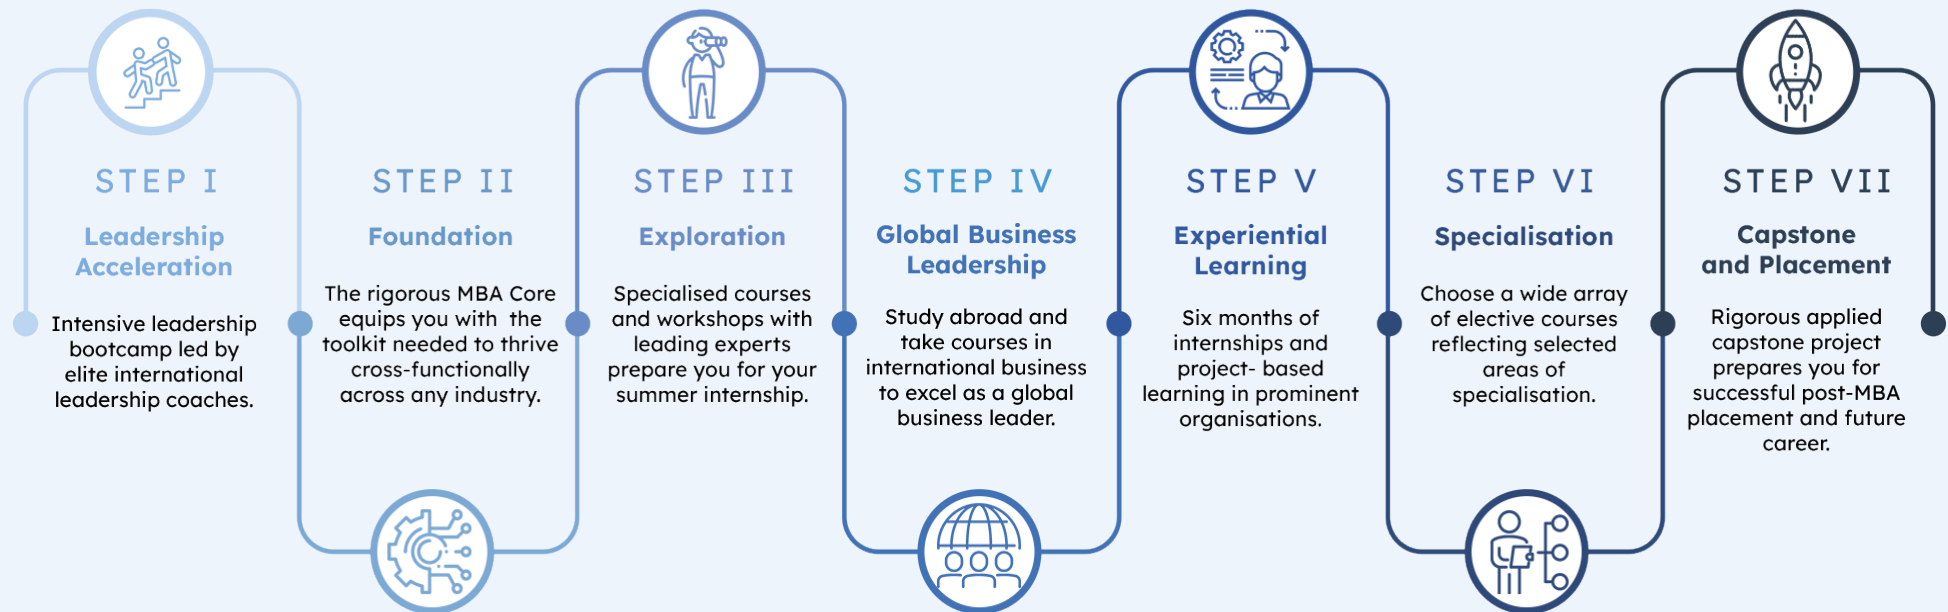 STEP I
Leadership
Acceleration
Intensive leadership
bootcamp led by
elite international
leadership coaches.
STEP II
Foundation
The rigorous MBA Core
equips you with the
toolkit needed to thrive
cross-functionally
across any industry.
STEP III
Exploration
Specialised courses
and workshops with
leading experts
prepare you for your
summer internship.
STEP IV
Global Business
Leadership
Study abroad and
take courses in
international business
to excel as a global
business leader.
STEP V
Experiential
Learning
Six months of
internships and
project- based
learning in prominent
organisations.
STEP VI
Specialisation
Choose a wide array
of elective courses
reflecting selected
areas of
specialisation.
STEP VII
Capstone
and Placement
Rigorous applied
capstone project
prepares you for
successful post-MBA
placement and future
career.